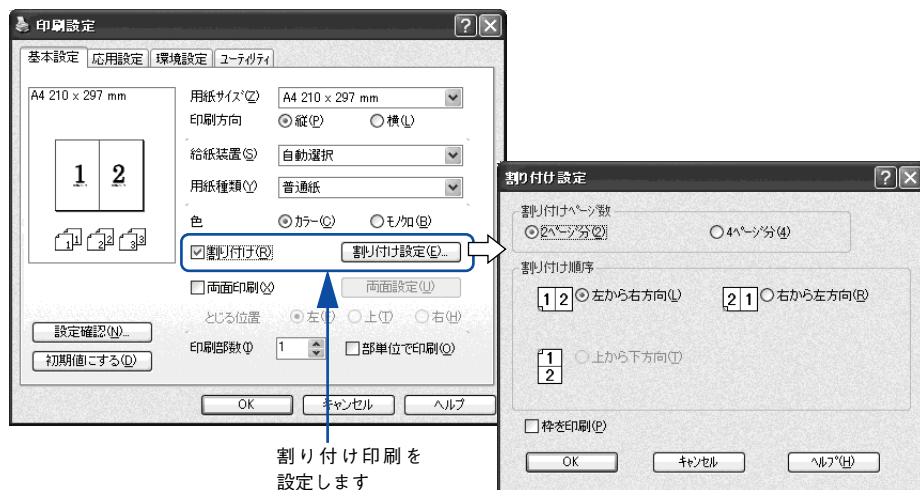 印刷設定
基本設定 応用設定 環境設定 ユーティリティ
A4 210 x 297 mm
1 2
1 1 2 2 3 3
設定確認(N)...
初期値にする(D)
用紙サイズ(Z) A4 210 x 297 mm
印刷方向 縦(P) 横(L)
給紙装置(S) 自動選択
用紙種類(Y) 普通紙
色 カラー(C) モノクロ(B)
割り付け(R) 割り付け設定(E)...
両面印刷(X) 両面設定(U)
とじる位置 左(F) 上(T) 右(H)
印刷部数(I) 1 部単位で印刷(O)
OK キャンセル ヘルプ
割り付け印刷を
設定します
割り付け設定
割り付けページ数
2ページ分(2) 4ページ分(4)
割り付け順序
1 2 左から右方向(L) 2 1 右から左方向(R)
1
2 上から下方向(T)
枠を印刷(P)
OK キャンセル ヘルプ(H)